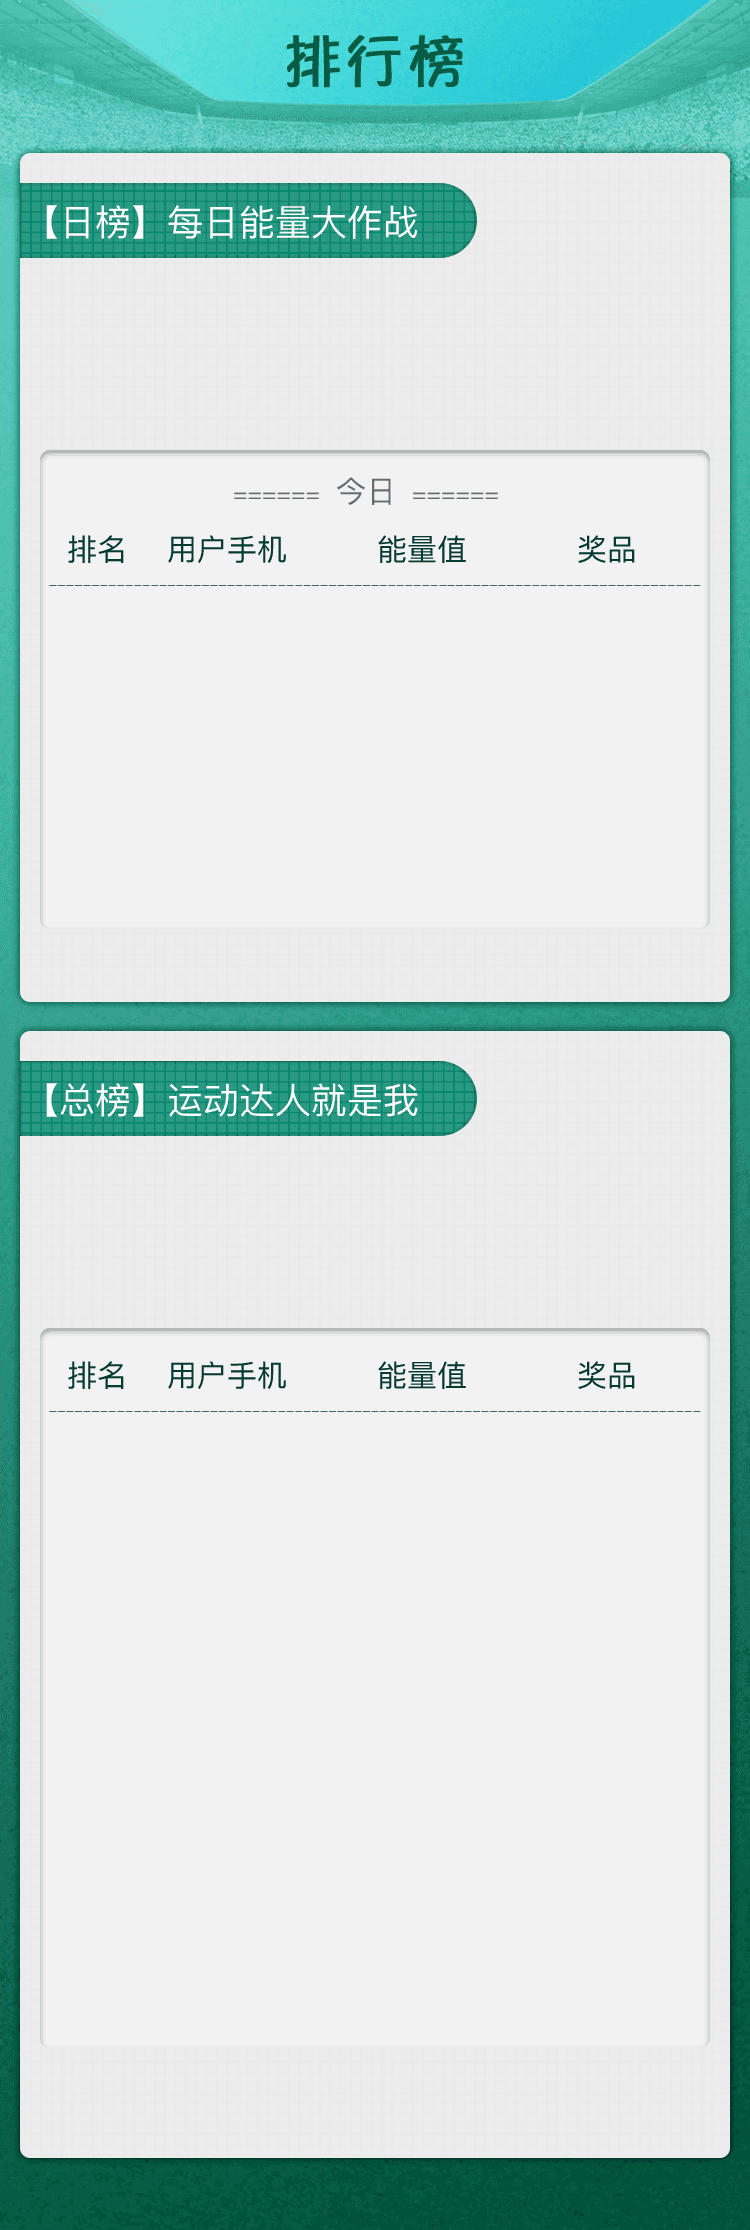 排行榜
【日榜】每日能量大作战
====== 今日 ======
排名 用户手机 能量值 奖品
【总榜】运动达人就是我
排名 用户手机 能量值 奖品